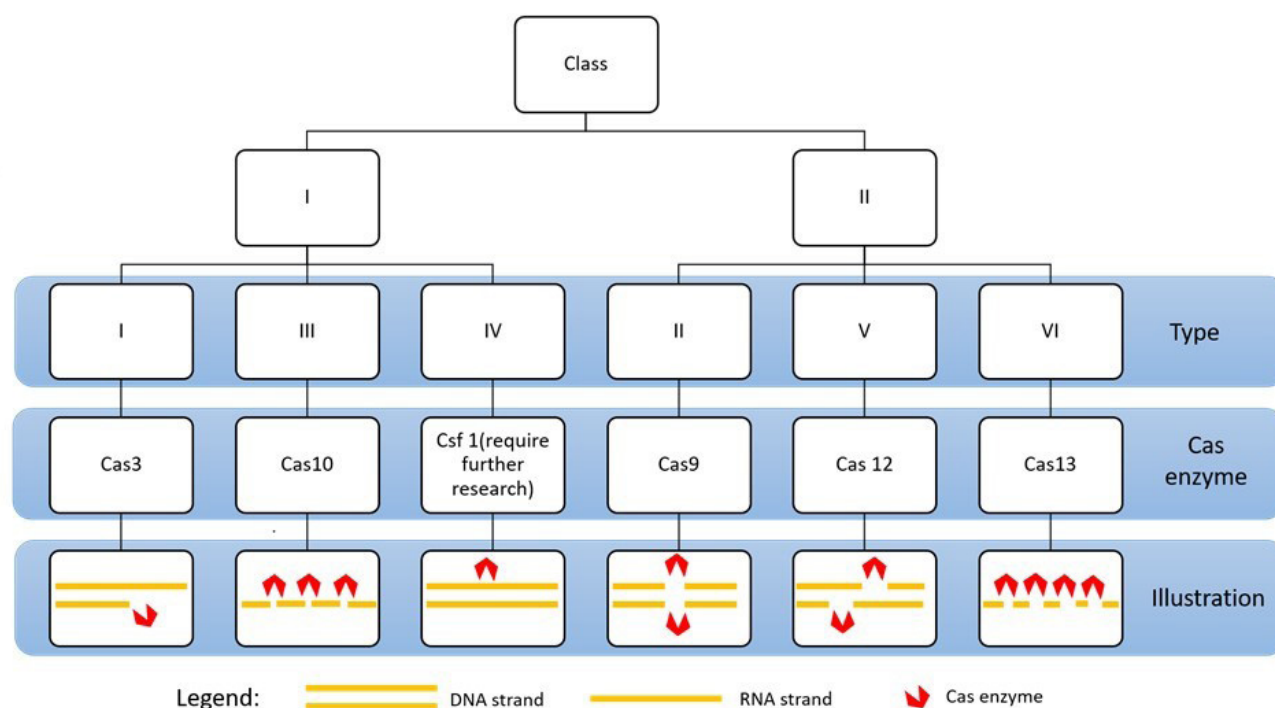 Class
I
II
I
III
IV
II
V
VI
Type
Cas3
Cas10
Csf 1(require
further
research)
Cas9
Cas 12
Cas13
Cas
enzyme
Illustration
Legend:
DNA strand
RNA strand
Cas enzyme